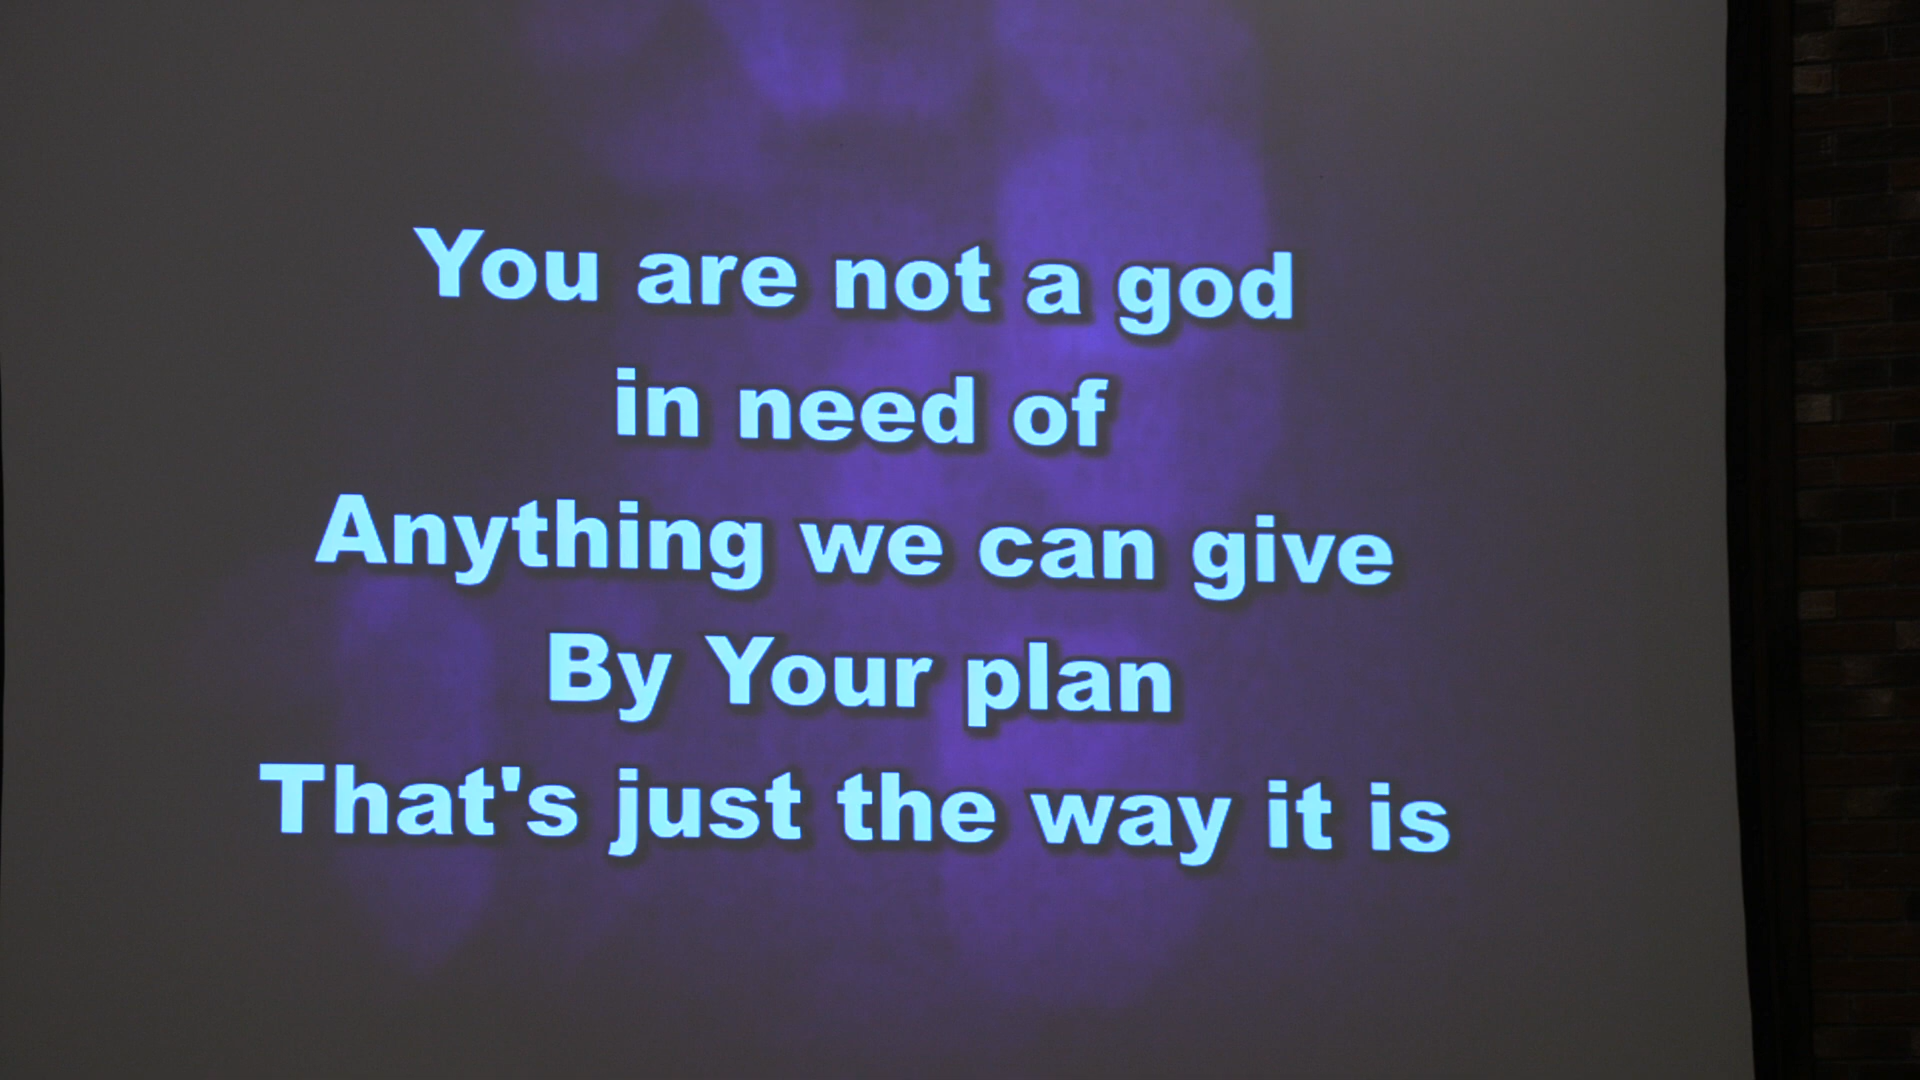 You are not a god
in need of
Anything we can give
By Your plan
That's just the way it is